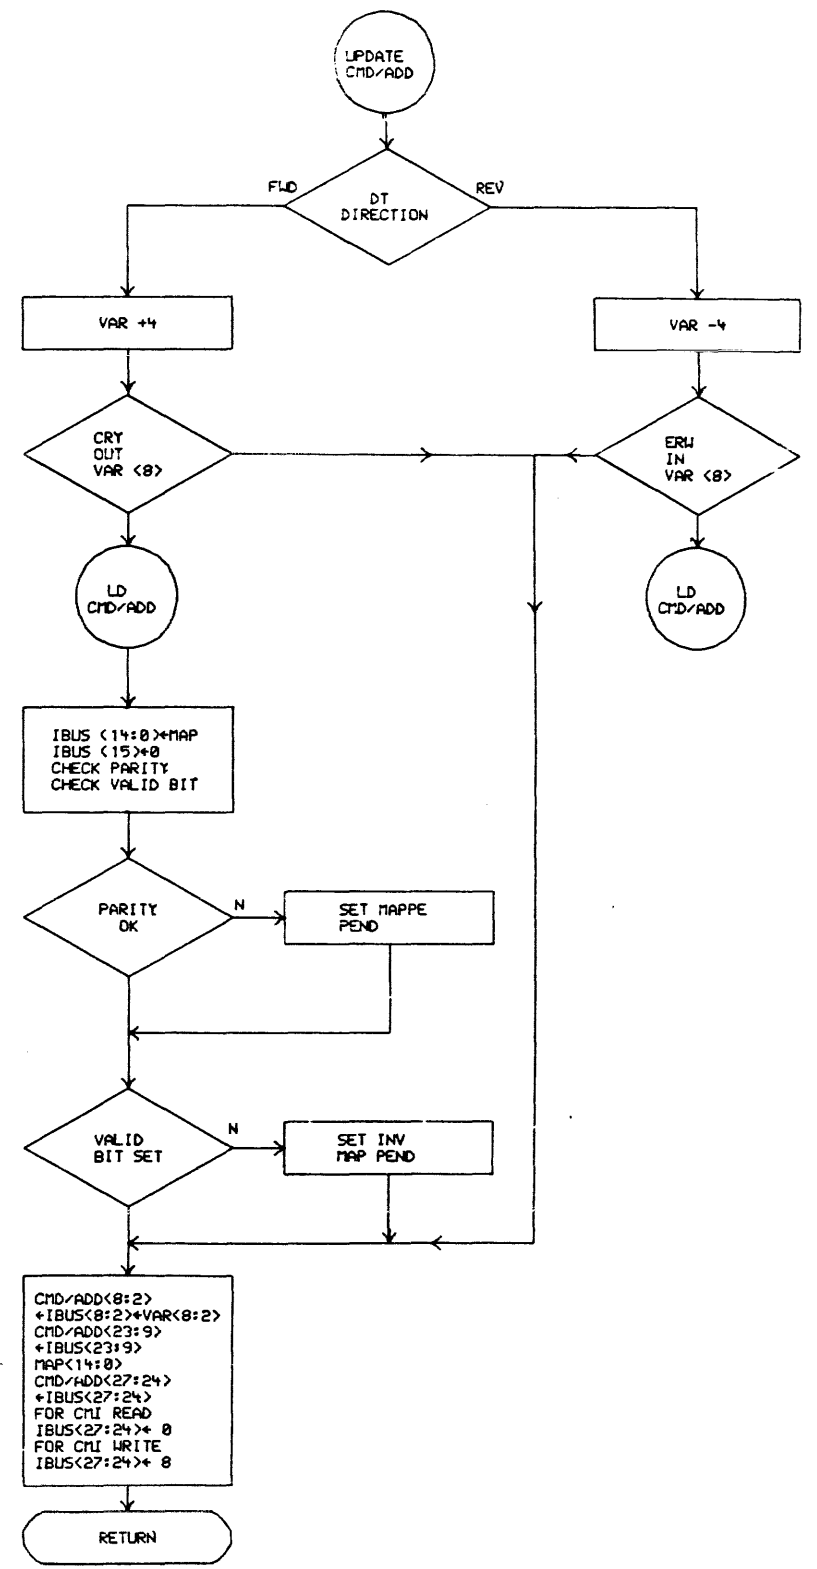 UPDATE
CMD/ADD
FWD
REV
DT
DIRECTION
VAR +4
VAR -4
CRY
OUT
VAR <8>
ERW
IN
VAR <8>
LD
CMD/ADD
LD
CMD/ADD
IBUS <14:0>←MAP
IBUS <15>←0
CHECK PARITY
CHECK VALID BIT
PARITY
OK
N
SET MAPPE
PEND
VALID
BIT SET
N
SET INV
MAP PEND
CMD/ADD<8:2>
←IBUS<8:2>←VAR<8:2>
CMD/ADD<23:9>
←IBUS<23:9>
MAP<14:0>
CMD/ADD<27:24>
←IBUS<27:24>
FOR CMI READ
IBUS<27:24>← 0
FOR CMI WRITE
IBUS<27:24>← 8
RETURN